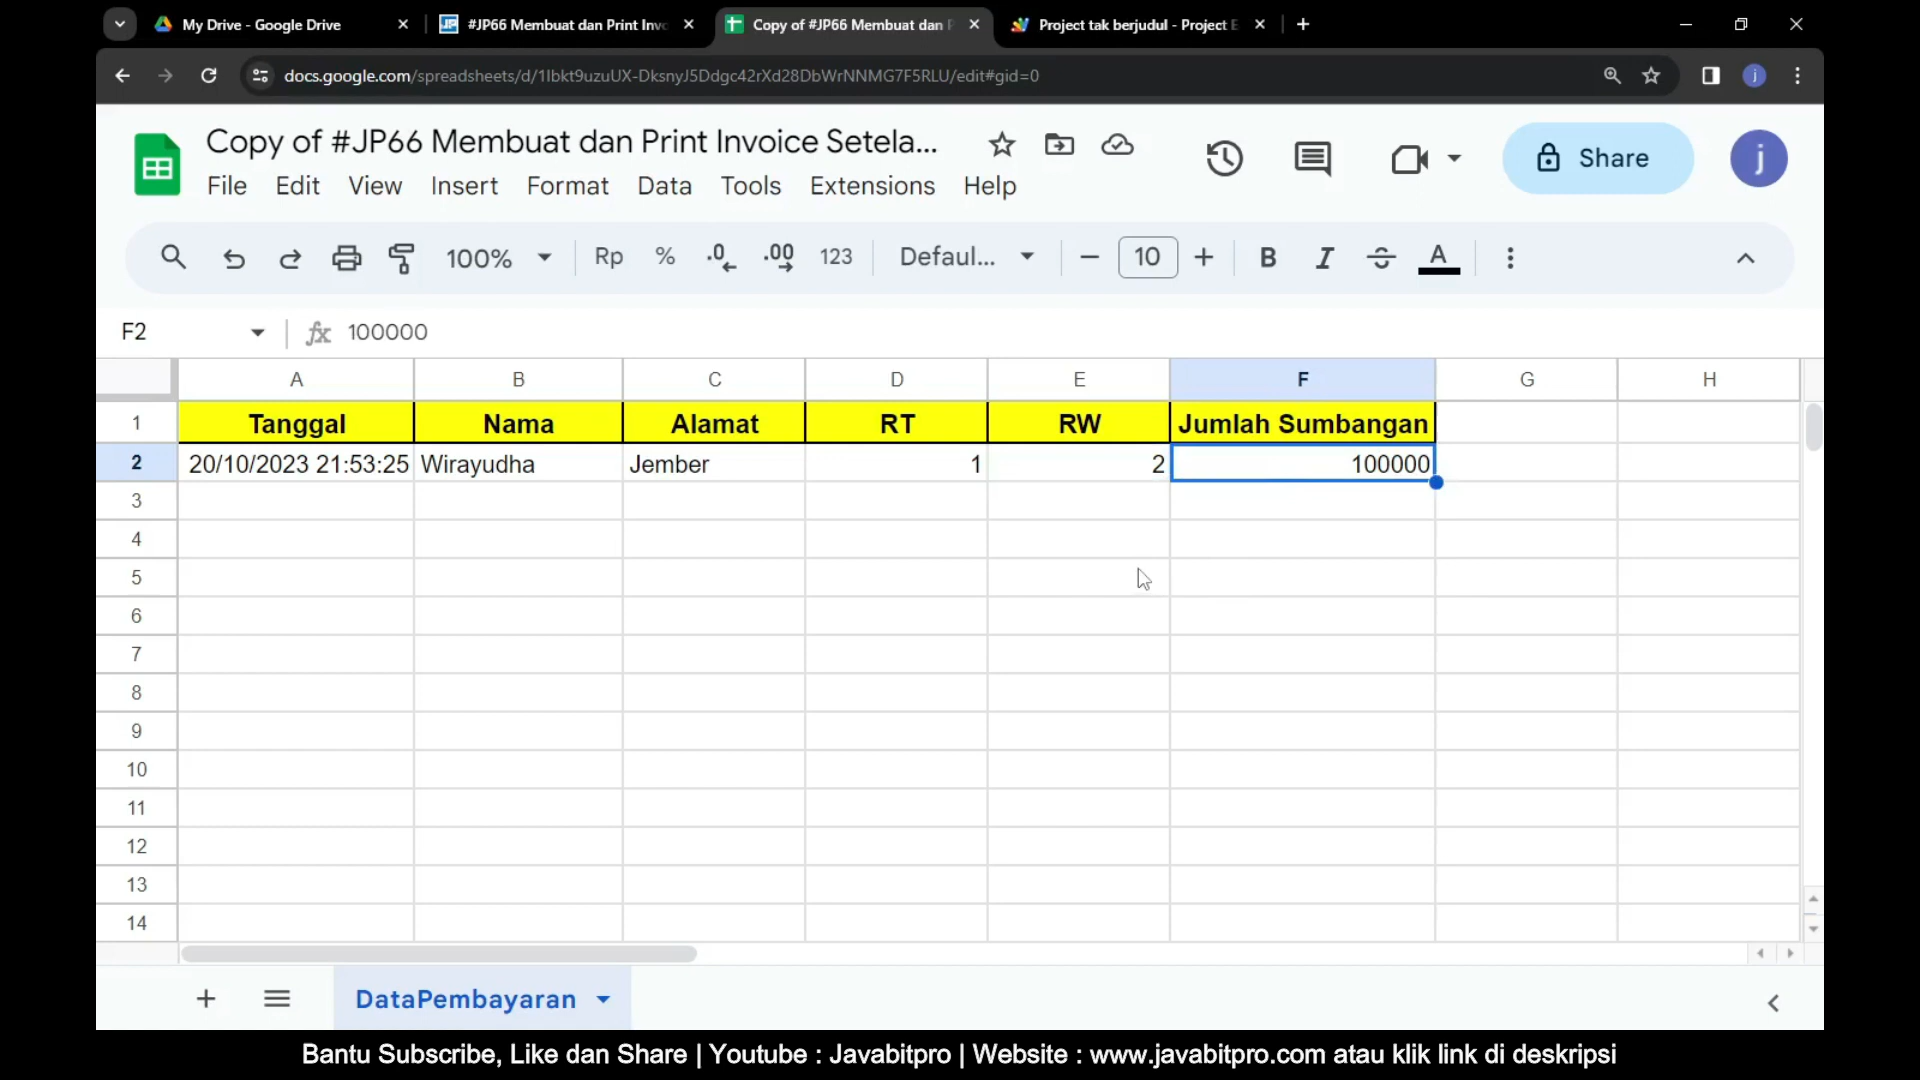 My Drive - Google Drive
#JP66 Membuat dan Print Inv
Copy of #JP66 Membuat dan P
Project tak berjudul - Project E
docs.google.com/spreadsheets/d/1Ibkt9uzuUX-DksnyJ5Ddgc42rXd28DbWrNNMG7F5RLU/edit#gid=0
j
Copy of #JP66 Membuat dan Print Invoice Setela...
File Edit View Insert Format Data Tools Extensions Help
Share
j
100% Rp % .0 .00 123 Defaul... 10 B I S A
F2 fx 100000
A B C D E F G H
1 Tanggal Nama Alamat RT RW Jumlah Sumbangan
2 20/10/2023 21:53:25 Wirayudha Jember 1 2 100000
3
4
5
6
7
8
9
10
11
12
13
14
DataPembayaran
Bantu Subscribe, Like dan Share | Youtube : Javabitpro | Website : www.javabitpro.com atau klik link di deskripsi